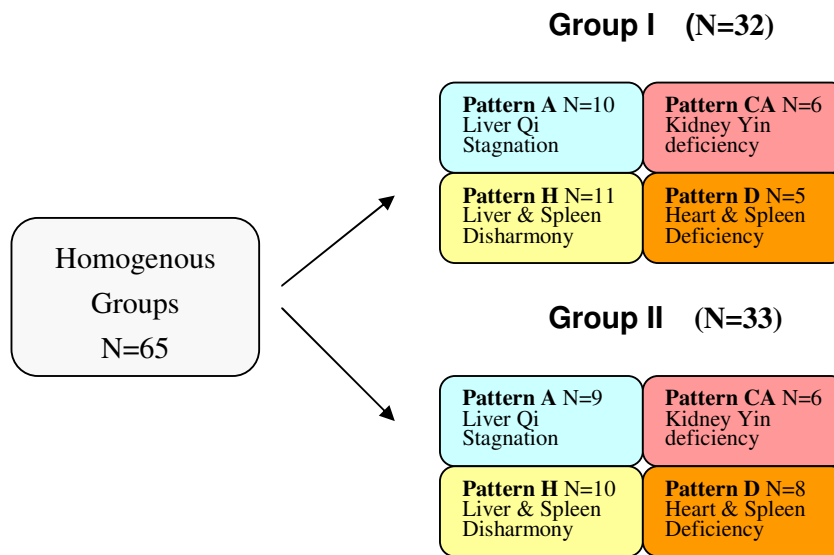 Group I (N=32)
Pattern A N=10
Liver Qi
Stagnation
Pattern CA N=6
Kidney Yin
deficiency
Pattern H N=11
Liver & Spleen
Disharmony
Pattern D N=5
Heart & Spleen
Deficiency
Homogenous
Groups
N=65
Group II (N=33)
Pattern A N=9
Liver Qi
Stagnation
Pattern CA N=6
Kidney Yin
deficiency
Pattern H N=10
Liver & Spleen
Disharmony
Pattern D N=8
Heart & Spleen
Deficiency